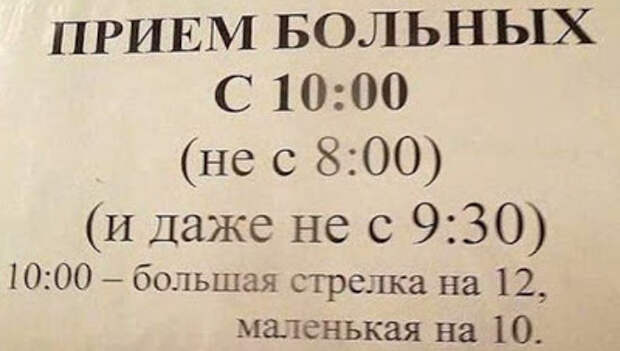 ПРИЕМ БОЛЬНЫХ
С 10:00
(не с 8:00)
(и даже не с 9:30)
10:00 – большая стрелка на 12,
маленькая на 10.